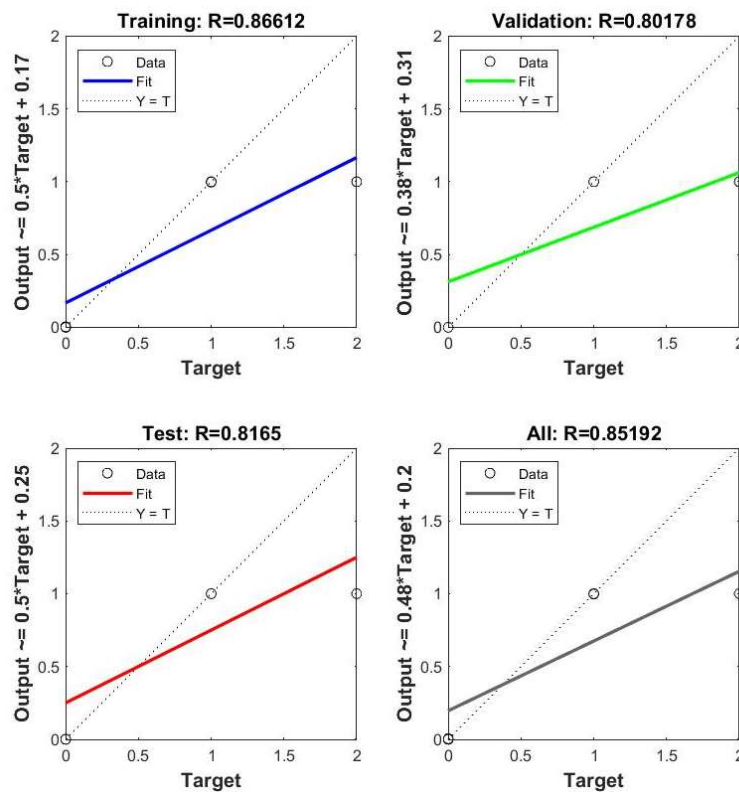 Training: R=0.86612
Output ~= 0.5*Target + 0.17
2
1.5
1
0.5
0
Data
Fit
Y = T
0 0.5 1 1.5 2
Target
Validation: R=0.80178
Output ~= 0.38*Target + 0.31
2
1.5
1
0.5
0
Data
Fit
Y = T
0 0.5 1 1.5 2
Target
Test: R=0.8165
Output ~= 0.5*Target + 0.25
2
1.5
1
0.5
0
Data
Fit
Y = T
0 0.5 1 1.5 2
Target
All: R=0.85192
Output ~= 0.48*Target + 0.2
2
1.5
1
0.5
0
Data
Fit
Y = T
0 0.5 1 1.5 2
Target